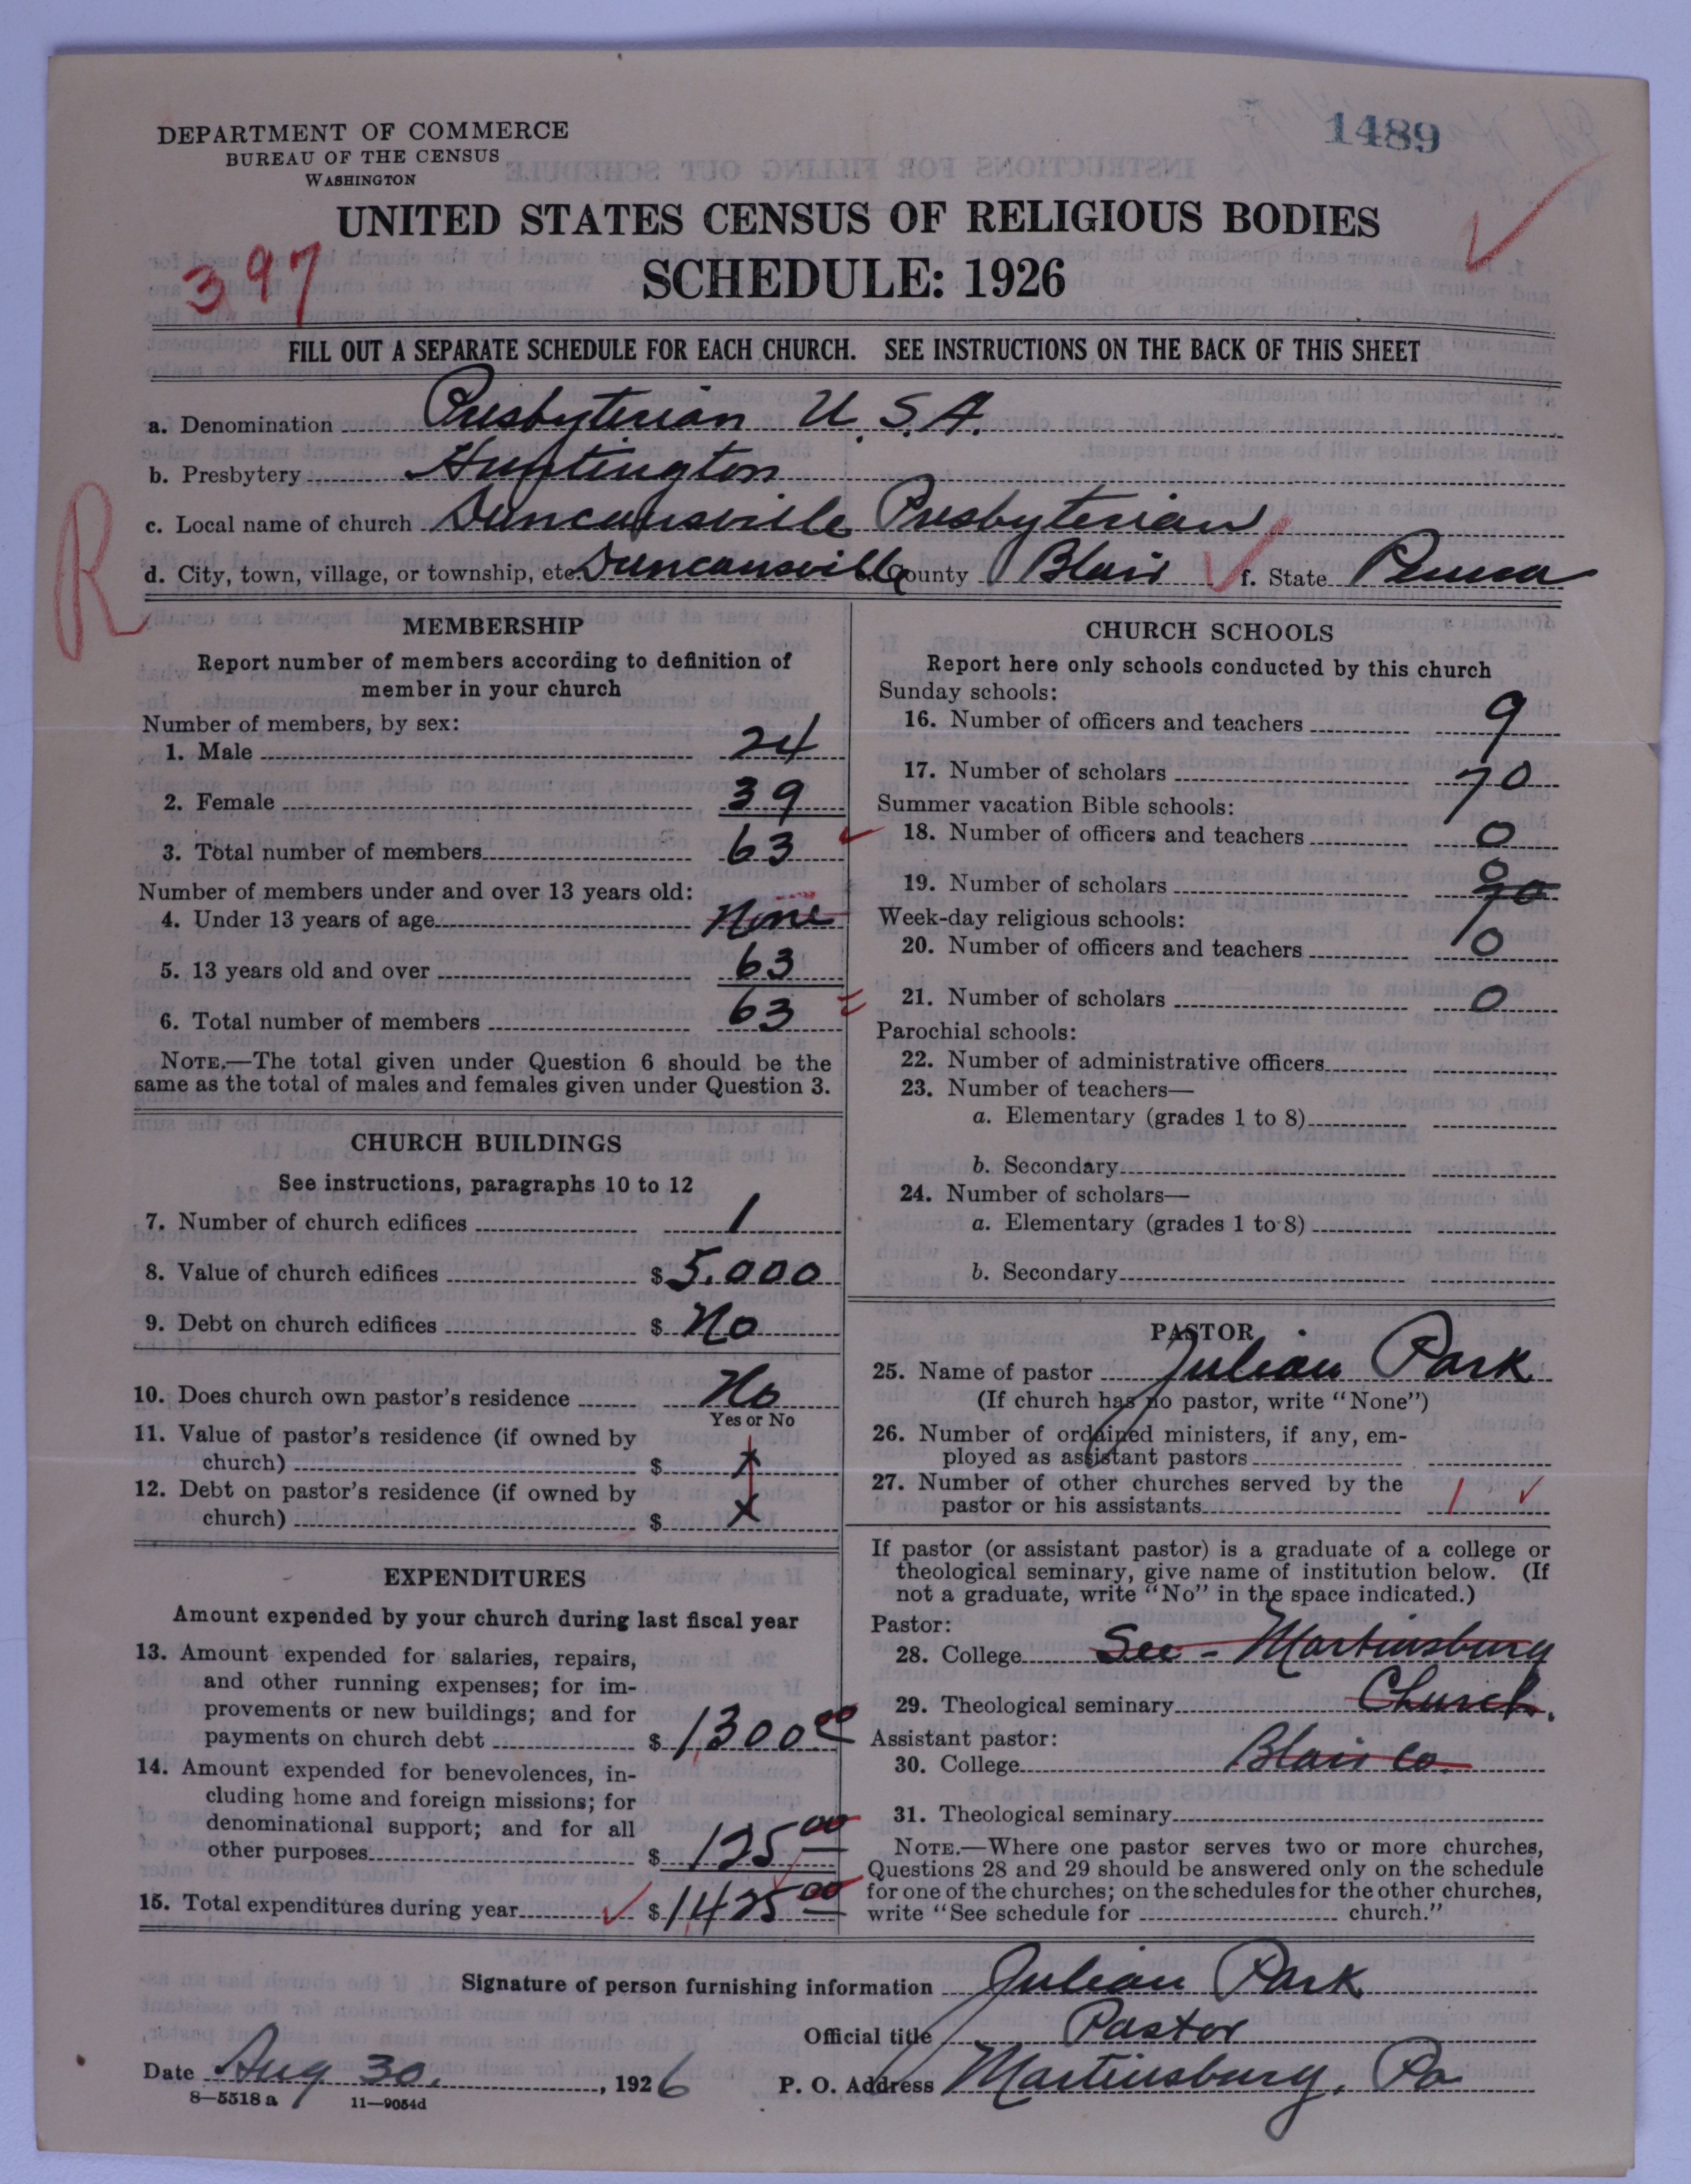 DEPARTMENT OF COMMERCE
BUREAU OF THE CENSUS
WASHINGTON
1489
UNITED STATES CENSUS OF RELIGIOUS BODIES
397
SCHEDULE: 1926
FILL OUT A SEPARATE SCHEDULE FOR EACH CHURCH. SEE INSTRUCTIONS ON THE BACK OF THIS SHEET
a. Denomination Presbyterian U.S.A.
b. Presbytery Huntington
c. Local name of church Duncansville Presbyterian
R
d. City, town, village, or township, etc. Duncansville County Blair f. State Penna
MEMBERSHIP
Report number of members according to definition of
member in your church
Number of members, by sex:
1. Male 24
2. Female 39
3. Total number of members 63
Number of members under and over 13 years old:
4. Under 13 years of age None
5. 13 years old and over 63
6. Total number of members 63
NOTE.—The total given under Question 6 should be the
same as the total of males and females given under Question 3.
CHURCH BUILDINGS
See instructions, paragraphs 10 to 12
7. Number of church edifices 1
8. Value of church edifices $ 5.000
9. Debt on church edifices $ No
10. Does church own pastor's residence No
Yes or No
11. Value of pastor's residence (if owned by
church) $ x
12. Debt on pastor's residence (if owned by
church) $ x
EXPENDITURES
Amount expended by your church during last fiscal year
13. Amount expended for salaries, repairs,
and other running expenses; for im-
provements or new buildings; and for
payments on church debt $ 1300 00
14. Amount expended for benevolences, in-
cluding home and foreign missions; for
denominational support; and for all
other purposes $ 125 00
15. Total expenditures during year $ 1425 00
CHURCH SCHOOLS
Report here only schools conducted by this church
Sunday schools:
16. Number of officers and teachers 9
17. Number of scholars 70
Summer vacation Bible schools:
18. Number of officers and teachers 0
19. Number of scholars 70 0
Week-day religious schools:
20. Number of officers and teachers 0
21. Number of scholars 0
Parochial schools:
22. Number of administrative officers
23. Number of teachers—
a. Elementary (grades 1 to 8)
b. Secondary
24. Number of scholars—
a. Elementary (grades 1 to 8)
b. Secondary
PASTOR
25. Name of pastor Julian Park
(If church has no pastor, write "None")
26. Number of ordained ministers, if any, em-
ployed as assistant pastors
27. Number of other churches served by the
pastor or his assistants 1
If pastor (or assistant pastor) is a graduate of a college or
theological seminary, give name of institution below. (If
not a graduate, write "No" in the space indicated.)
Pastor:
28. College See - Martinsburg
29. Theological seminary Church.
Assistant pastor:
30. College Blair Co.
31. Theological seminary
NOTE.—Where one pastor serves two or more churches,
Questions 28 and 29 should be answered only on the schedule
for one of the churches; on the schedules for the other churches,
write "See schedule for church."
Signature of person furnishing information Julian Park
Official title Pastor
Date Aug 30, 1926
P. O. Address Martinsburg, Pa
8—5518 a 11—9054d